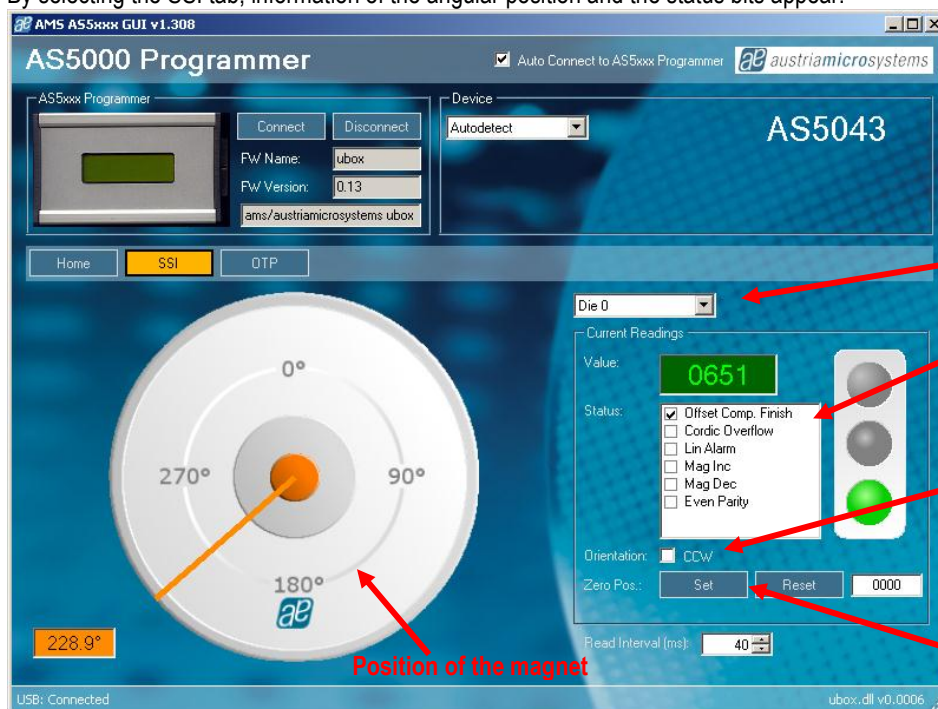 By selecting the SSI tab, information of the angular position and the status bits appear.
AMS AS5xxx GUI v1.308
AS5000 Programmer
Auto Connect to AS5xxx Programmer
austriamicrosystems
AS5xxx Programmer
Connect Disconnect
FW Name: ubox
FW Version: 0.13
ams/austriamicrosystems ubox
Device
Autodetect
AS5043
Home SSI OTP
0°
270° 90°
180°
228.9°
Position of the magnet
Die 0
Current Readings
Value: 0651
Status: Offset Comp. Finish
Cordic Overflow
Lin Alarm
Mag Inc
Mag Dec
Even Parity
Orientation: CCW
Zero Pos.: Set Reset 0000
Read Interval (ms): 40
USB: Connected
ubox.dll v0.0006